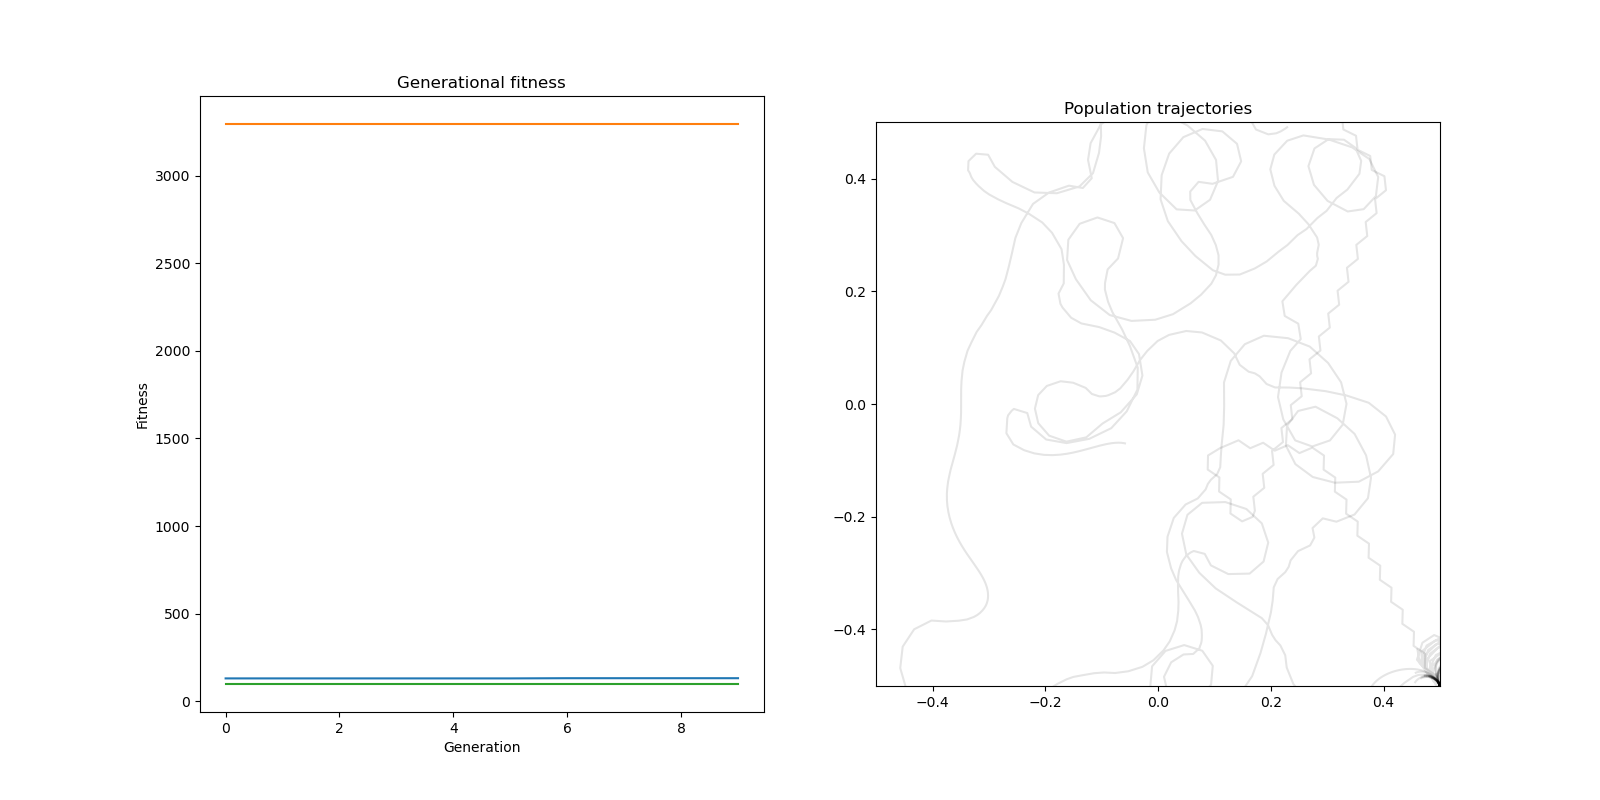 Generational fitness
3000
2500
2000
1500
1000
500
0
Fitness
0 2 4 6 8
Generation
Population trajectories
0.4
0.2
0.0
−0.2
−0.4
−0.4 −0.2 0.0 0.2 0.4